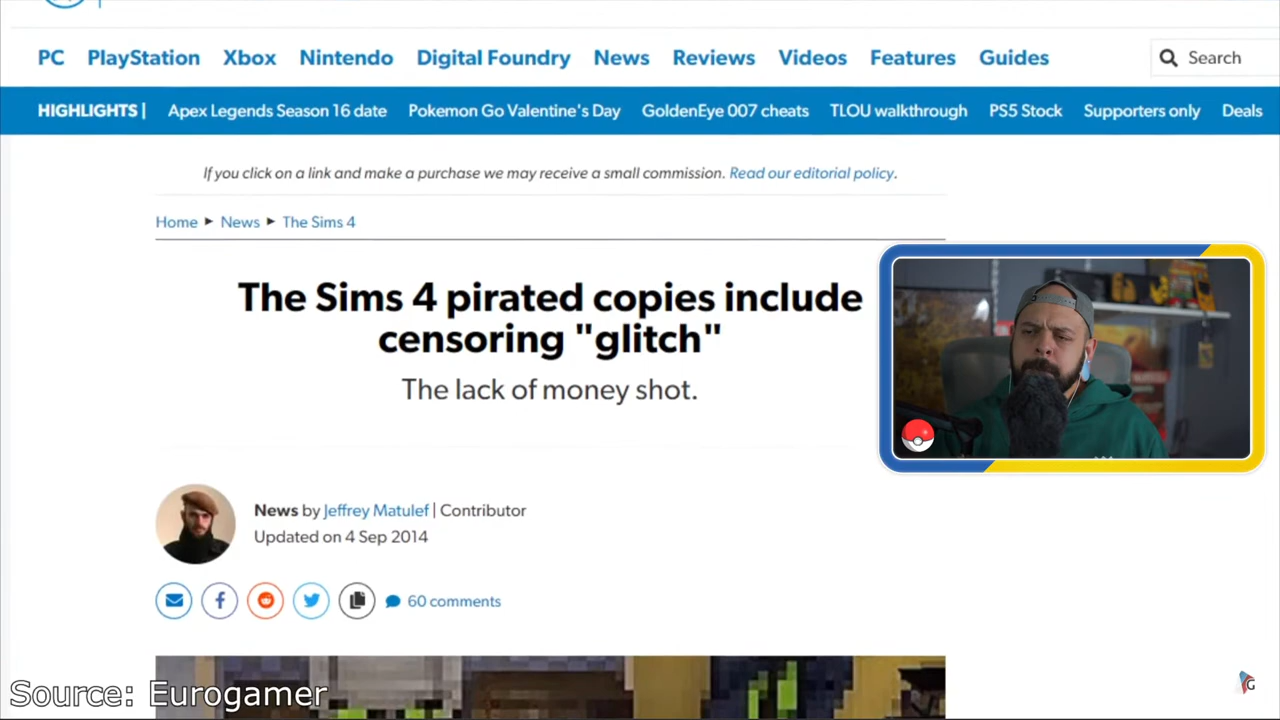 PC PlayStation Xbox Nintendo Digital Foundry News Reviews Videos Features Guides Search
HIGHLIGHTS | Apex Legends Season 16 date Pokemon Go Valentine's Day GoldenEye 007 cheats TLOU walkthrough PS5 Stock Supporters only Deals
If you click on a link and make a purchase we may receive a small commission. Read our editorial policy.
Home ► News ► The Sims 4
The Sims 4 pirated copies include
censoring "glitch"
The lack of money shot.
News by Jeffrey Matulef | Contributor
Updated on 4 Sep 2014
60 comments
Source: Eurogamer
G